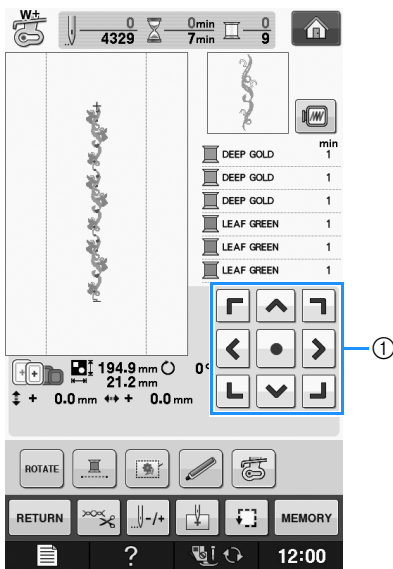 W+
0 0min 0
4329 7min 9
min
DEEP GOLD 1
DEEP GOLD 1
DEEP GOLD 1
LEAF GREEN 1
LEAF GREEN 1
LEAF GREEN 1
①
194.9 mm 0°
21.2 mm
+ 0.0 mm + 0.0 mm
ROTATE
RETURN -/+ MEMORY
? 12:00